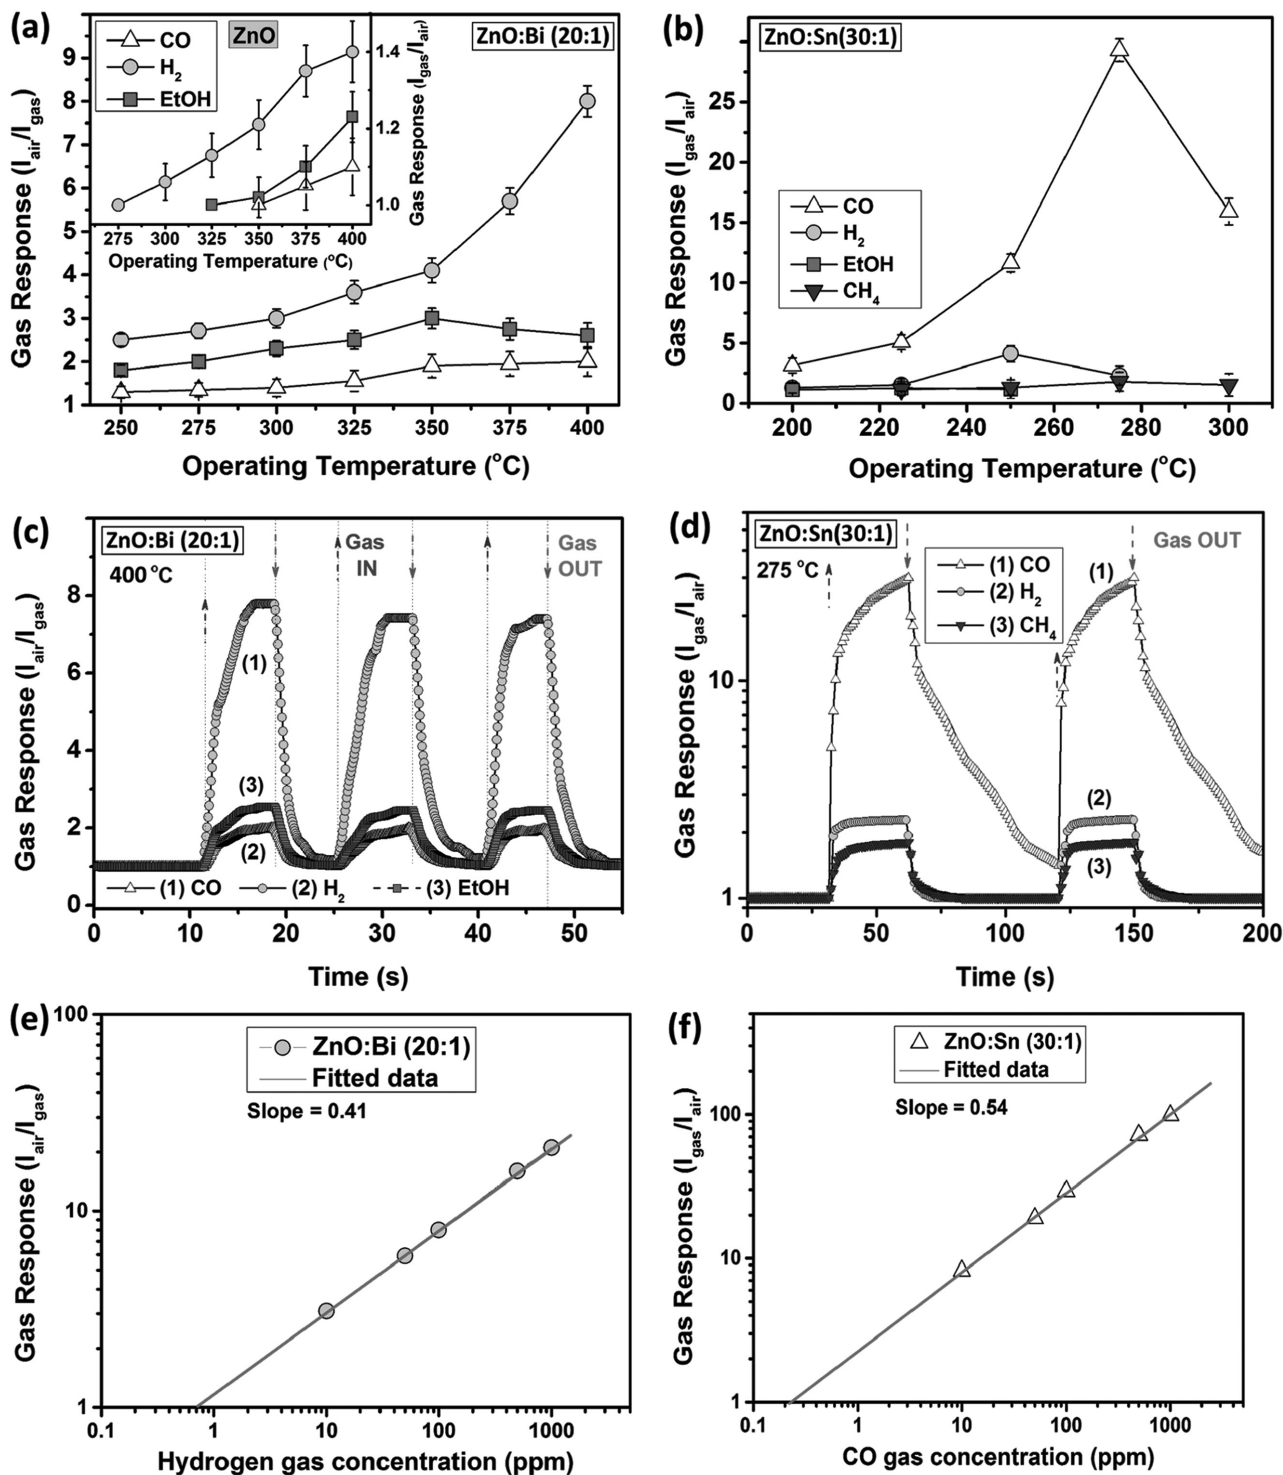 (a)
CO
H2
EtOH
ZnO
ZnO:Bi (20:1)
Gas Response (Iair/Igas)
9
8
7
6
5
4
3
2
1
250 275 300 325 350 375 400
Operating Temperature (oC)
Gas Response (Igas/Iair)
1.4
1.2
1.0
275 300 325 350 375 400
Operating Temperature (oC)
(b)
ZnO:Sn(30:1)
CO
H2
EtOH
CH4
Gas Response (Igas/Iair)
25
20
15
10
5
0
200 220 240 260 280 300
Operating Temperature (oC)
(c)
ZnO:Bi (20:1)
400 oC
Gas
IN
Gas
OUT
(1)
(3)
(2)
(1) CO (2) H2 (3) EtOH
Gas Response (Iair/Igas)
8
6
4
2
0
0 10 20 30 40 50
Time (s)
(d)
ZnO:Sn(30:1)
275 oC
(1) CO
(2) H2
(3) CH4
Gas OUT
(1)
(2)
(3)
Gas Response (Igas/Iair)
10
1
0 50 100 150 200
Time (s)
(e)
ZnO:Bi (20:1)
Fitted data
Slope = 0.41
Gas Response (Iair/Igas)
100
10
1
0.1 1 10 100 1000
Hydrogen gas concentration (ppm)
(f)
ZnO:Sn (30:1)
Fitted data
Slope = 0.54
Gas Response (Igas/Iair)
100
10
1
0.1 1 10 100 1000
CO gas concentration (ppm)